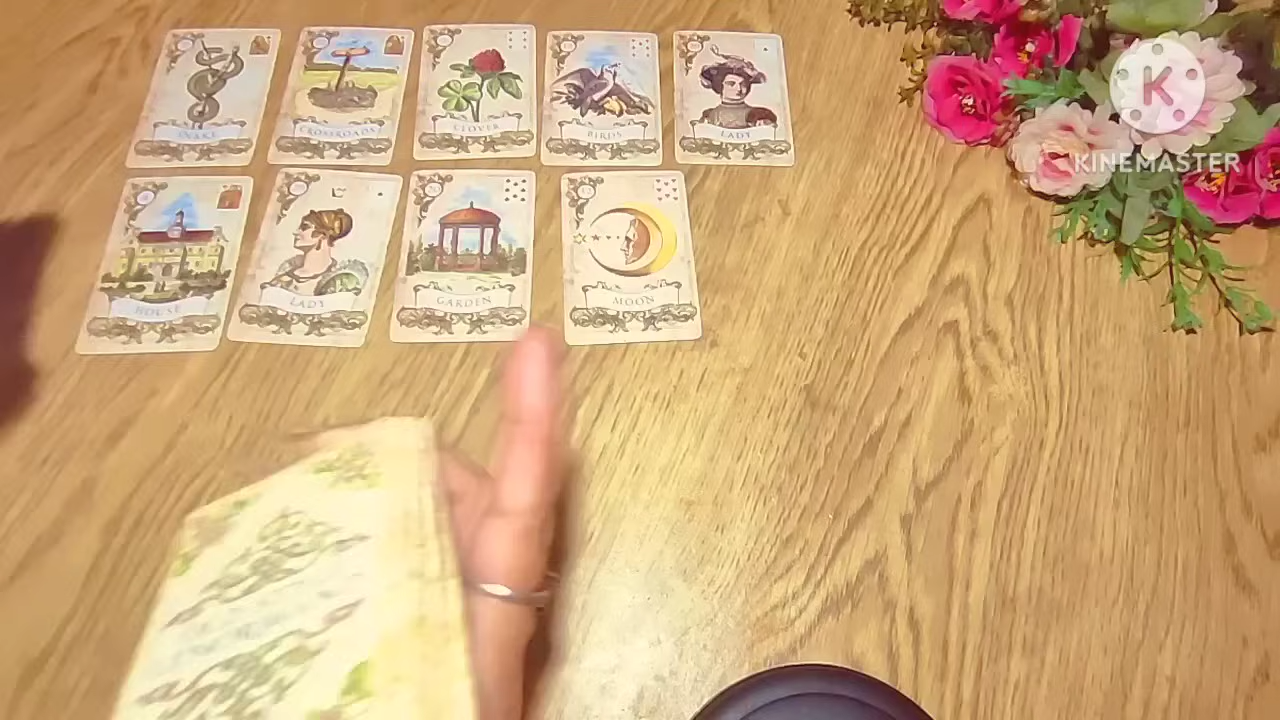 SNAKE
CROSSROADS
CLOVER
BIRDS
LADY
HOUSE
LADY
GARDEN
MOON
K
KINEMASTER